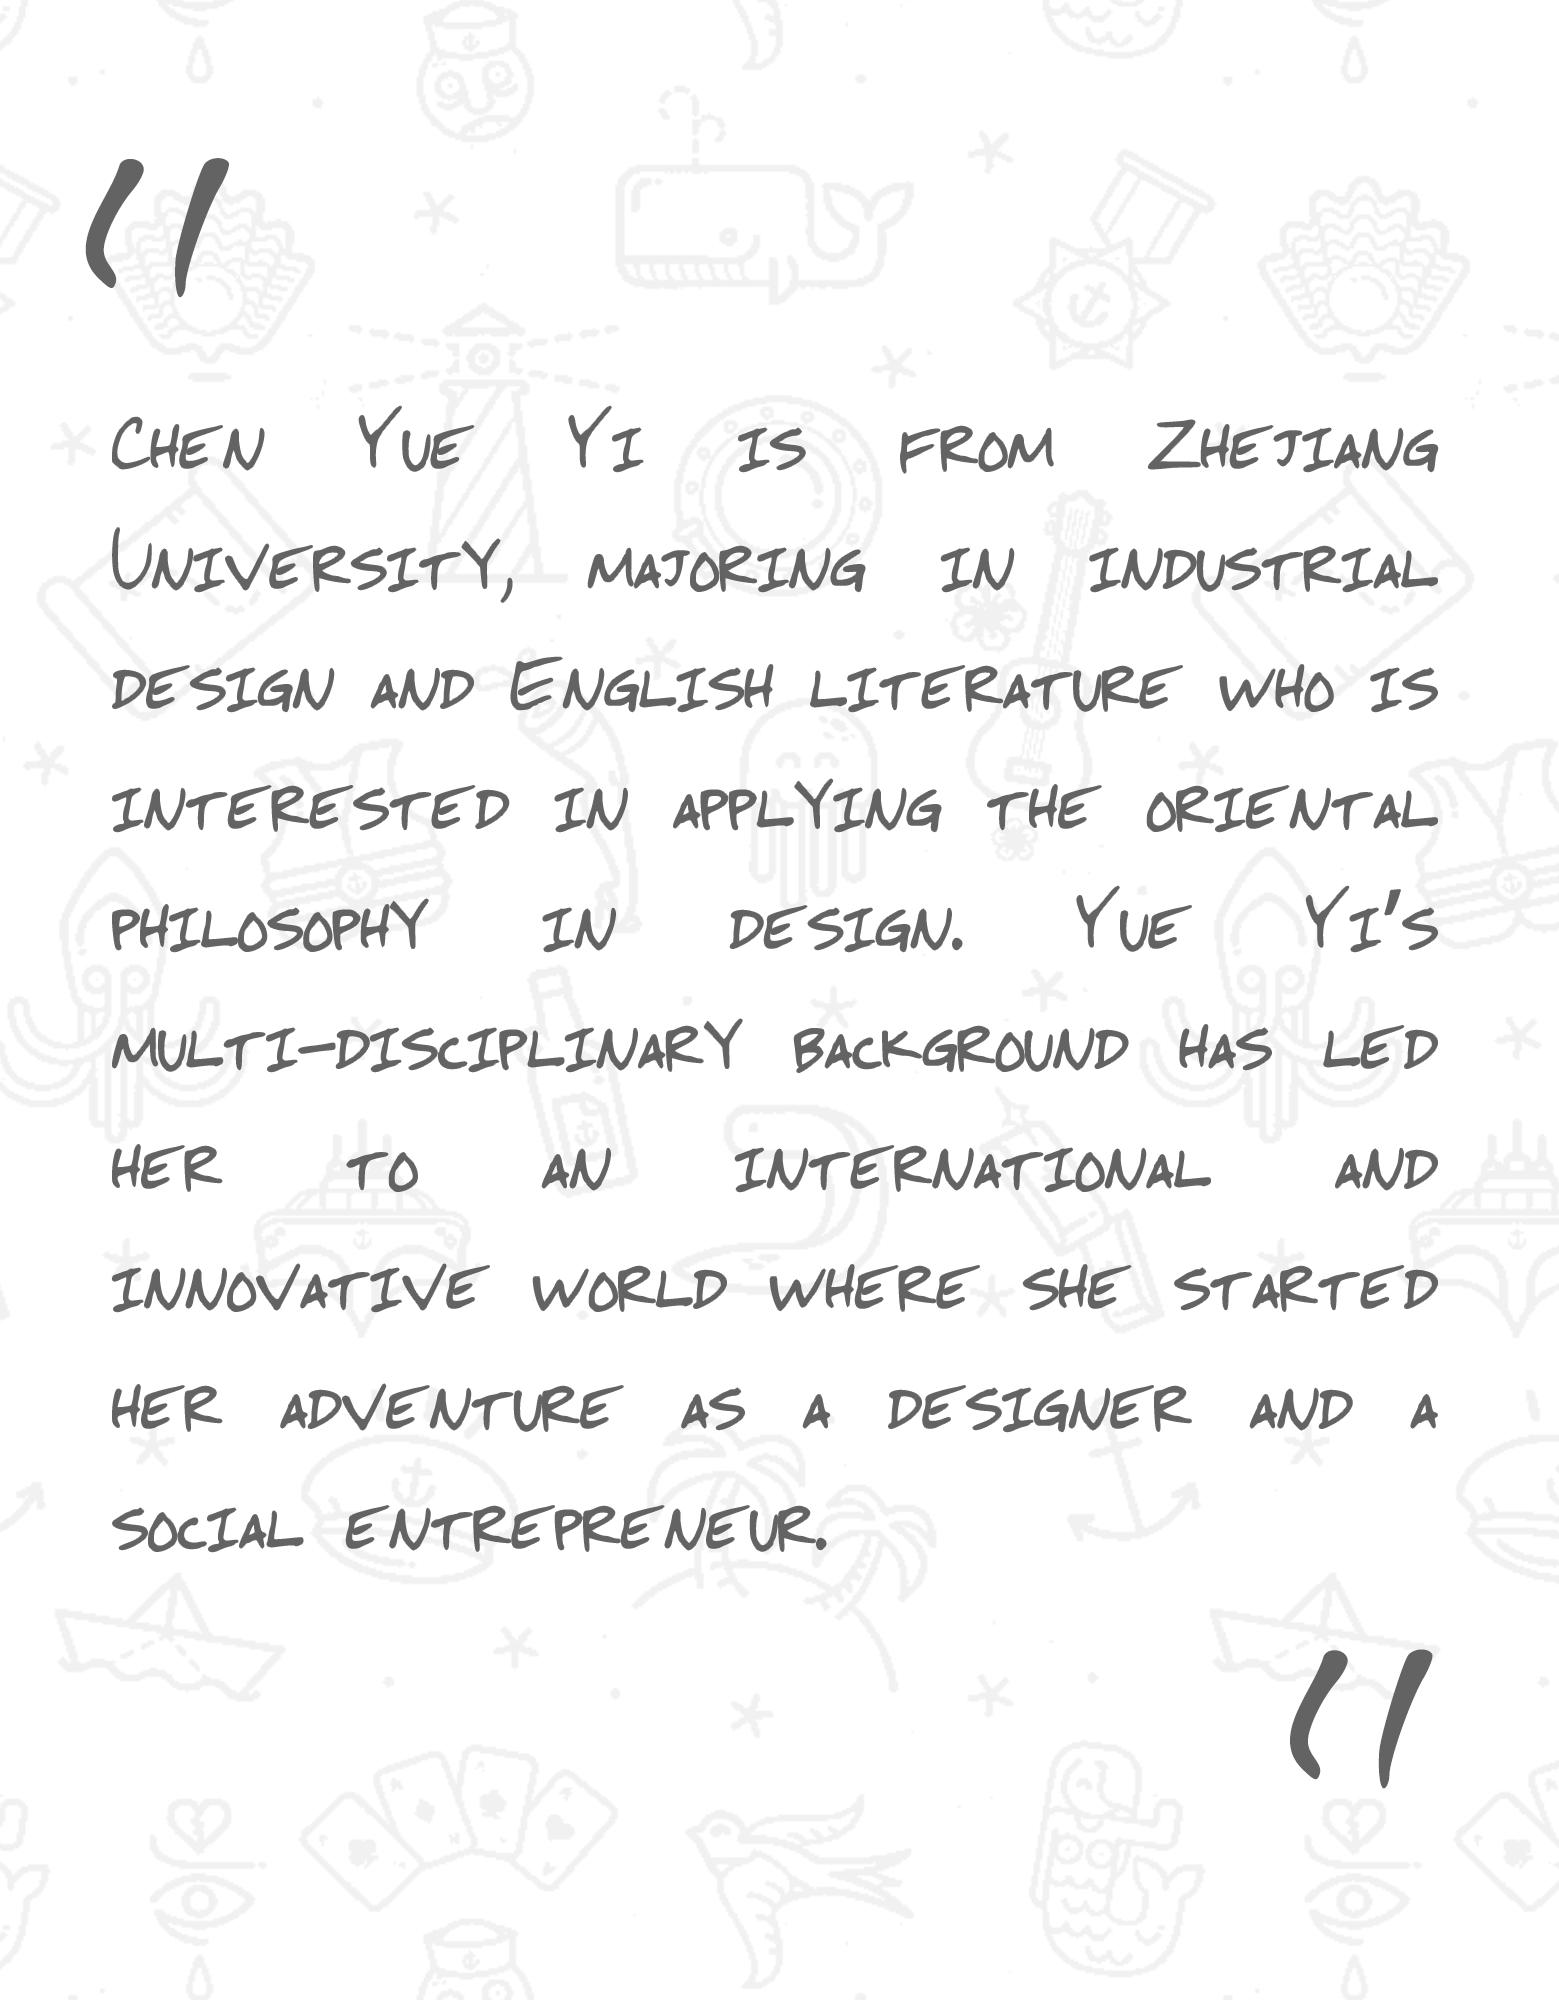 "
Chen Yue Yi is from Zhejiang
University, majoring in industrial
design and English literature who is
interested in applying the oriental
philosophy in design. Yue Yi's
multi-disciplinary background has led
her to an international and
innovative world where she started
her adventure as a designer and a
social entrepreneur.
"